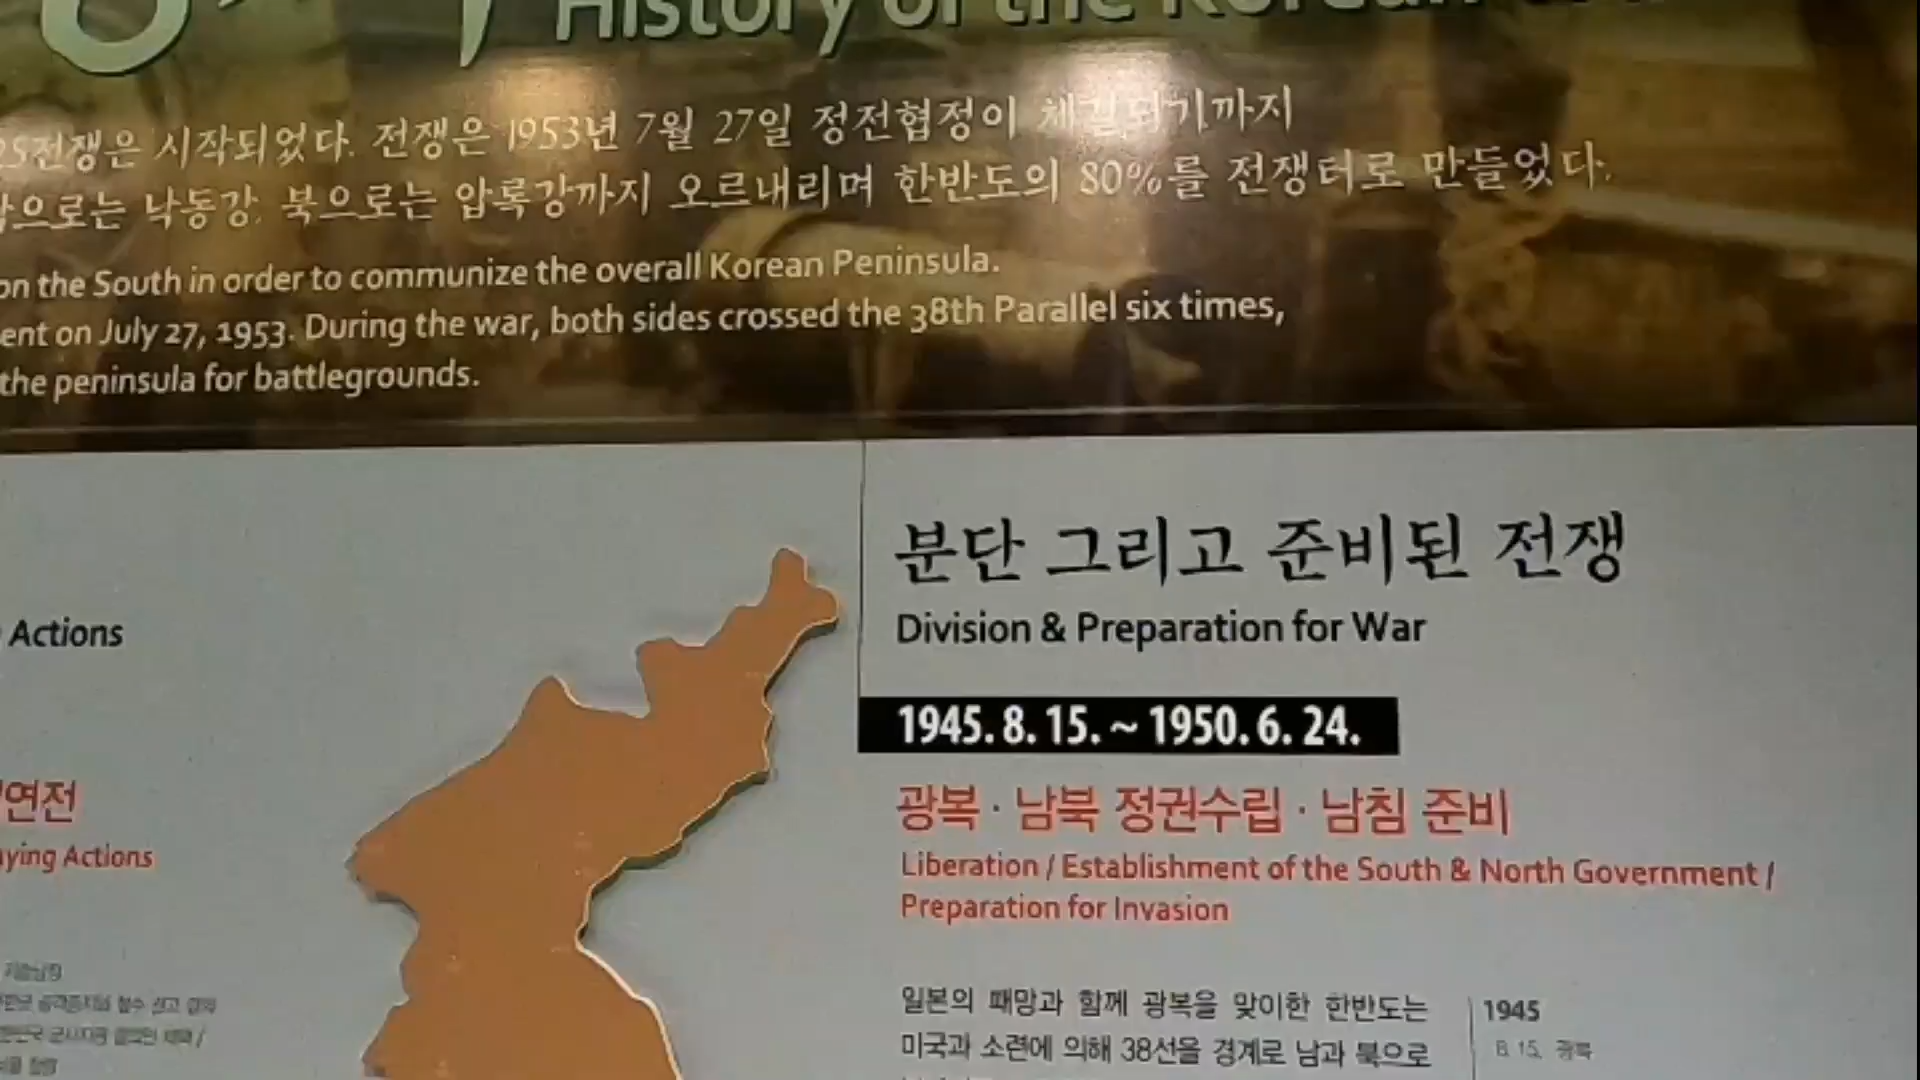 History of the Korean
25전쟁은 시작되었다. 전쟁은 1953년 7월 27일 정전협정이 체결되기까지
남으로는 낙동강, 북으로는 압록강까지 오르내리며 한반도의 80%를 전쟁터로 만들었다.
on the South in order to communize the overall Korean Peninsula.
ent on July 27, 1953. During the war, both sides crossed the 38th Parallel six times,
the peninsula for battlegrounds.
분단 그리고 준비된 전쟁
Division & Preparation for War
Actions
1945. 8. 15. ~ 1950. 6. 24.
연전
광복 · 남북 정권수립 · 남침 준비
aying Actions
Liberation / Establishment of the South & North Government /
Preparation for Invasion
일본의 패망과 함께 광복을 맞이한 한반도는
미국과 소련에 의해 38선을 경계로 남과 북으로
1945
8. 15. 광복